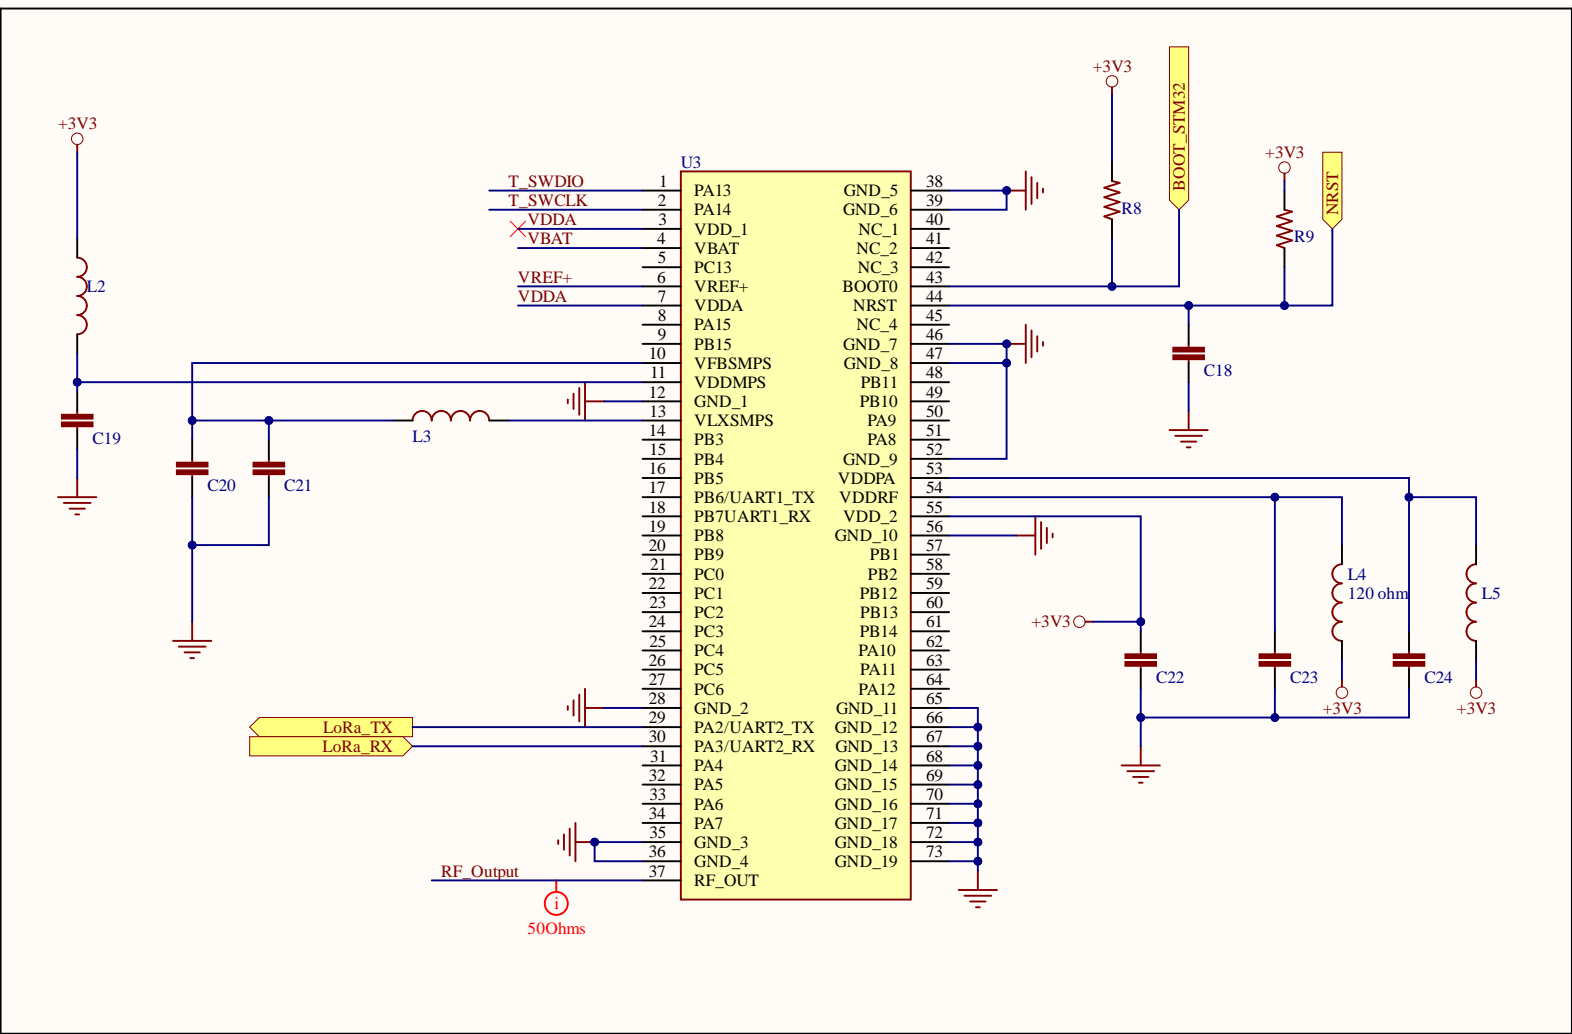 +3V3
L2
C19
C20
C21
L3
T_SWDIO
T_SWCLK
VDDA
VBAT
VREF+
VDDA
LoRa_TX
LoRa_RX
RF_Output
i
50Ohms
U3
1 PA13
2 PA14
3 VDD_1
4 VBAT
5 PC13
6 VREF+
7 VDDA
8 PA15
9 PB15
10 VFBSMPS
11 VDDMPS
12 GND_1
13 VLXSMPS
14 PB3
15 PB4
16 PB5
17 PB6/UART1_TX
18 PB7UART1_RX
19 PB8
20 PB9
21 PC0
22 PC1
23 PC2
24 PC3
25 PC4
26 PC5
27 PC6
28 GND_2
29 PA2/UART2_TX
30 PA3/UART2_RX
31 PA4
32 PA5
33 PA6
34 PA7
35 GND_3
36 GND_4
37 RF_OUT
GND_5 38
GND_6 39
NC_1 40
NC_2 41
NC_3 42
BOOT0 43
NRST 44
NC_4 45
GND_7 46
GND_8 47
PB11 48
PB10 49
PA9 50
PA8 51
GND_9 52
VDDPA 53
VDDRF 54
VDD_2 55
GND_10 56
PB1 57
PB2 58
PB12 59
PB13 60
PB14 61
PA10 62
PA11 63
PA12 64
GND_11 65
GND_12 66
GND_13 67
GND_14 68
GND_15 69
GND_16 70
GND_17 71
GND_18 72
GND_19 73
+3V3
R8
BOOT_STM32
+3V3
R9
NRST
C18
+3V3
C22
C23
L4
120 ohm
+3V3
C24
L5
+3V3